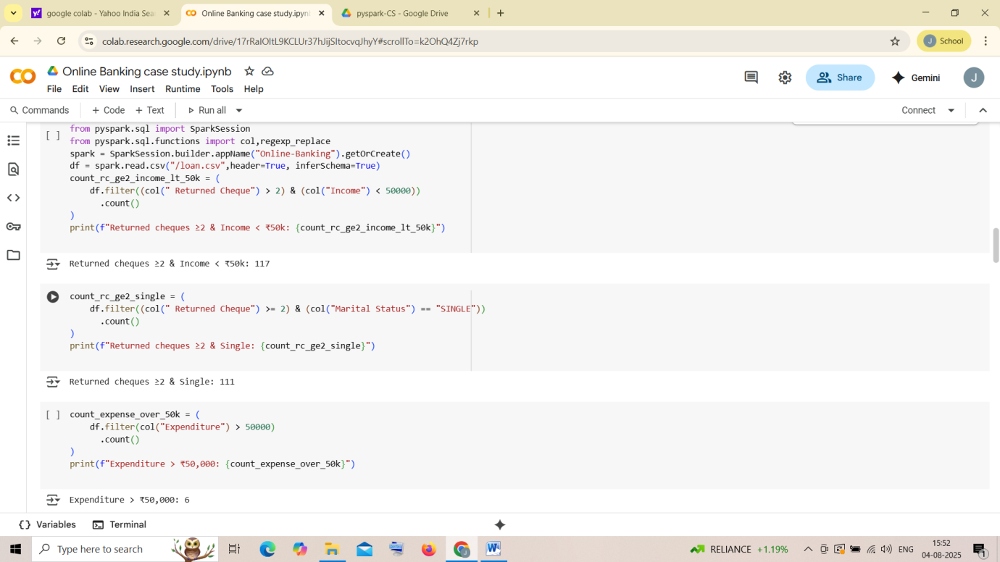 google colab - Yahoo India Sea
Online Banking case study.ipyn
pyspark-CS - Google Drive
colab.research.google.com/drive/17rRaIOItL9KCLUr37hJijSItocvqJhyY#scrollTo=k2OhQ4Zj7rkp
J School
Online Banking case study.ipynb
File Edit View Insert Runtime Tools Help
Share
Gemini
J
Commands + Code + Text Run all
Connect
[ ]
from pyspark.sql import SparkSession
from pyspark.sql.functions import col,regexp_replace
spark = SparkSession.builder.appName("Online-Banking").getOrCreate()
df = spark.read.csv("/loan.csv",header=True, inferSchema=True)
count_rc_ge2_income_lt_50k = (
df.filter((col(" Returned Cheque") > 2) & (col("Income") < 50000))
.count()
)
print(f"Returned cheques ≥2 & Income < ₹50k: {count_rc_ge2_income_lt_50k}")
Returned cheques ≥2 & Income < ₹50k: 117
count_rc_ge2_single = (
df.filter((col(" Returned Cheque") >= 2) & (col("Marital Status") == "SINGLE"))
.count()
)
print(f"Returned cheques ≥2 & Single: {count_rc_ge2_single}")
Returned cheques ≥2 & Single: 111
[ ] count_expense_over_50k = (
df.filter(col("Expenditure") > 50000)
.count()
)
print(f"Expenditure > ₹50,000: {count_expense_over_50k}")
Expenditure > ₹50,000: 6
{} Variables Terminal
Type here to search
RELIANCE +1.19%
ENG
15:52
04-08-2025
1